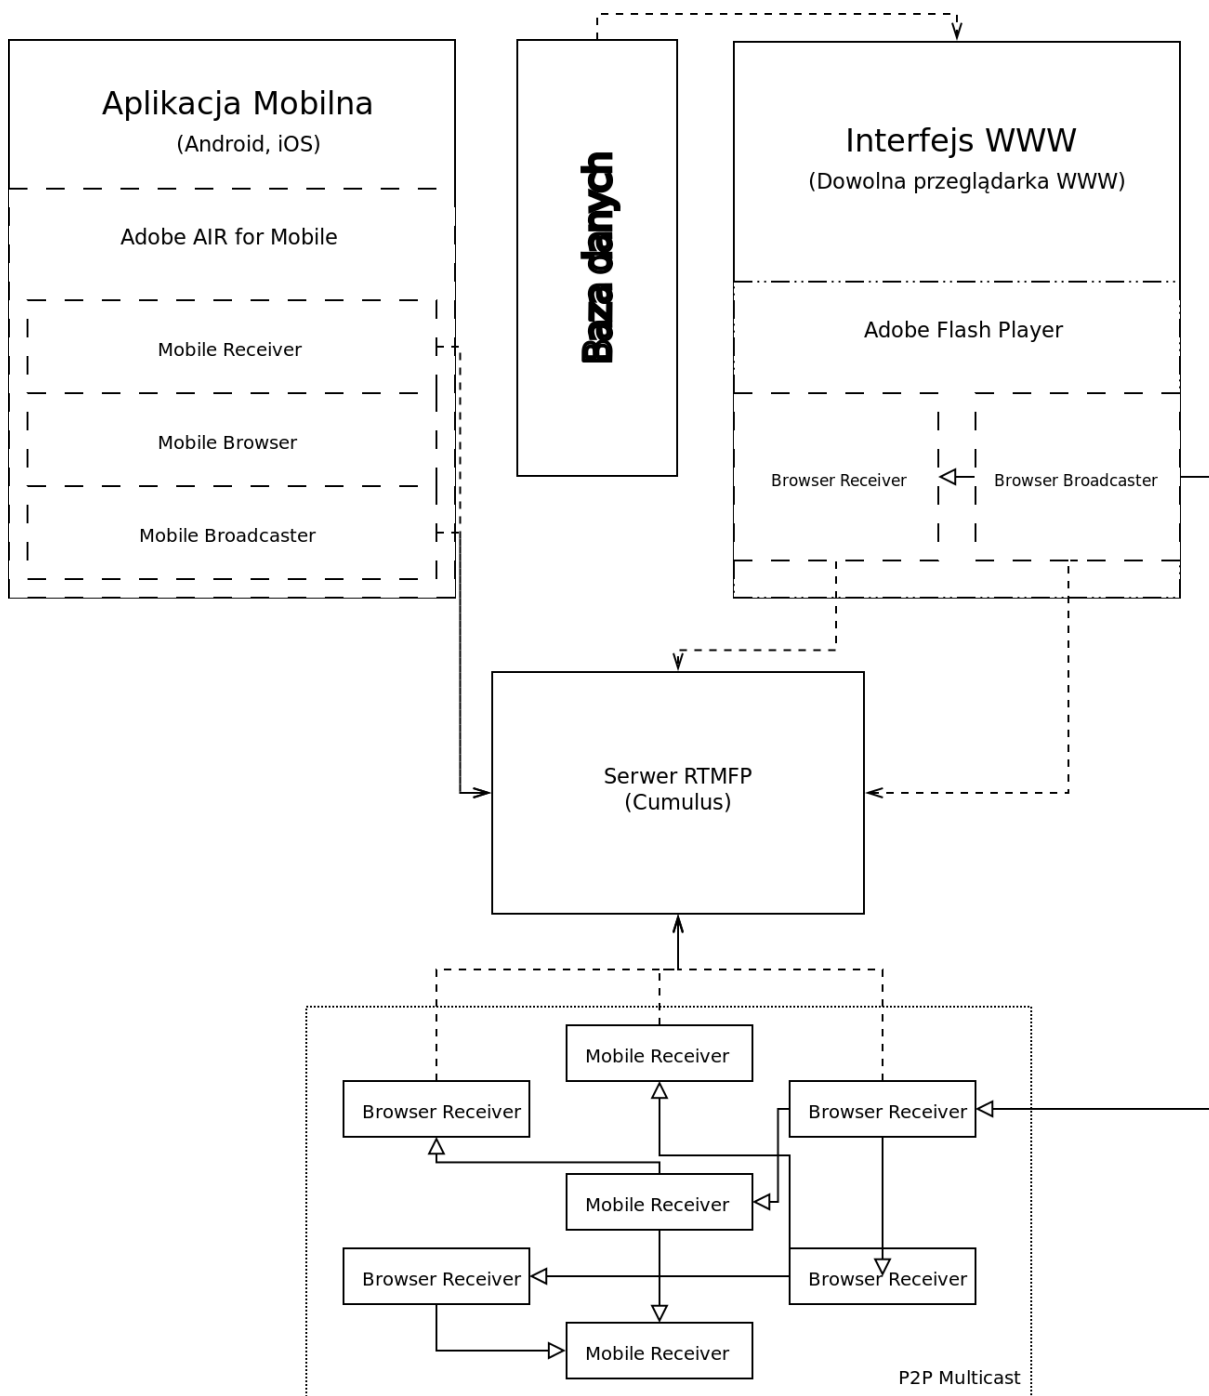 Aplikacja Mobilna
(Android, iOS)
Adobe AIR for Mobile
Mobile Receiver
Mobile Browser
Mobile Broadcaster
Baza danych
Interfejs WWW
(Dowolna przeglądarka WWW)
Adobe Flash Player
Browser Receiver
Browser Broadcaster
Serwer RTMFP
(Cumulus)
Mobile Receiver
Browser Receiver
Browser Receiver
Mobile Receiver
Browser Receiver
Browser Receiver
Mobile Receiver
P2P Multicast